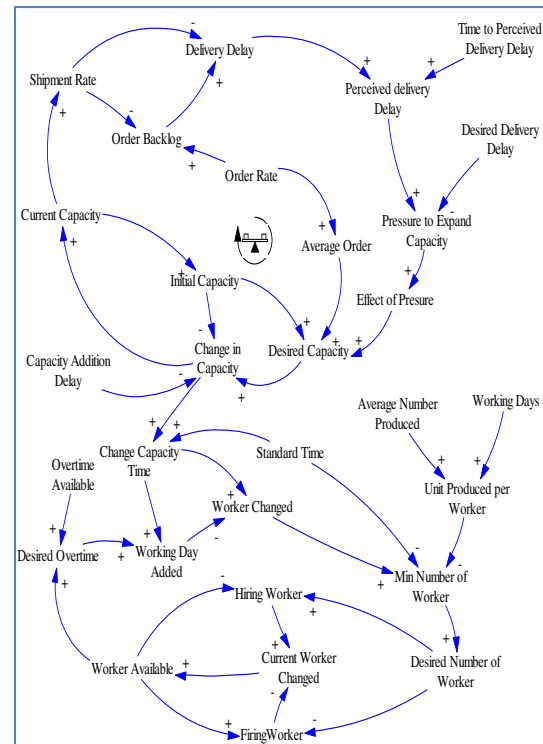 Time to Perceived
Delivery Delay
Delivery Delay
Shipment Rate
Perceived delivery
Delay
Order Backlog
Desired Delivery
Delay
Order Rate
Current Capacity
Pressure to Expand
Capacity
Average Order
Initial Capacity
Effect of Presure
Change in
Capacity
Desired Capacity
Capacity Addition
Delay
Average Number
Produced
Working Days
Change Capacity
Time
Standard Time
Overtime
Available
Unit Produced per
Worker
Worker Changed
Desired Overtime
Working Day
Added
Min Number of
Worker
Hiring Worker
Worker Available
Current Worker
Changed
Desired Number of
Worker
FiringWorker